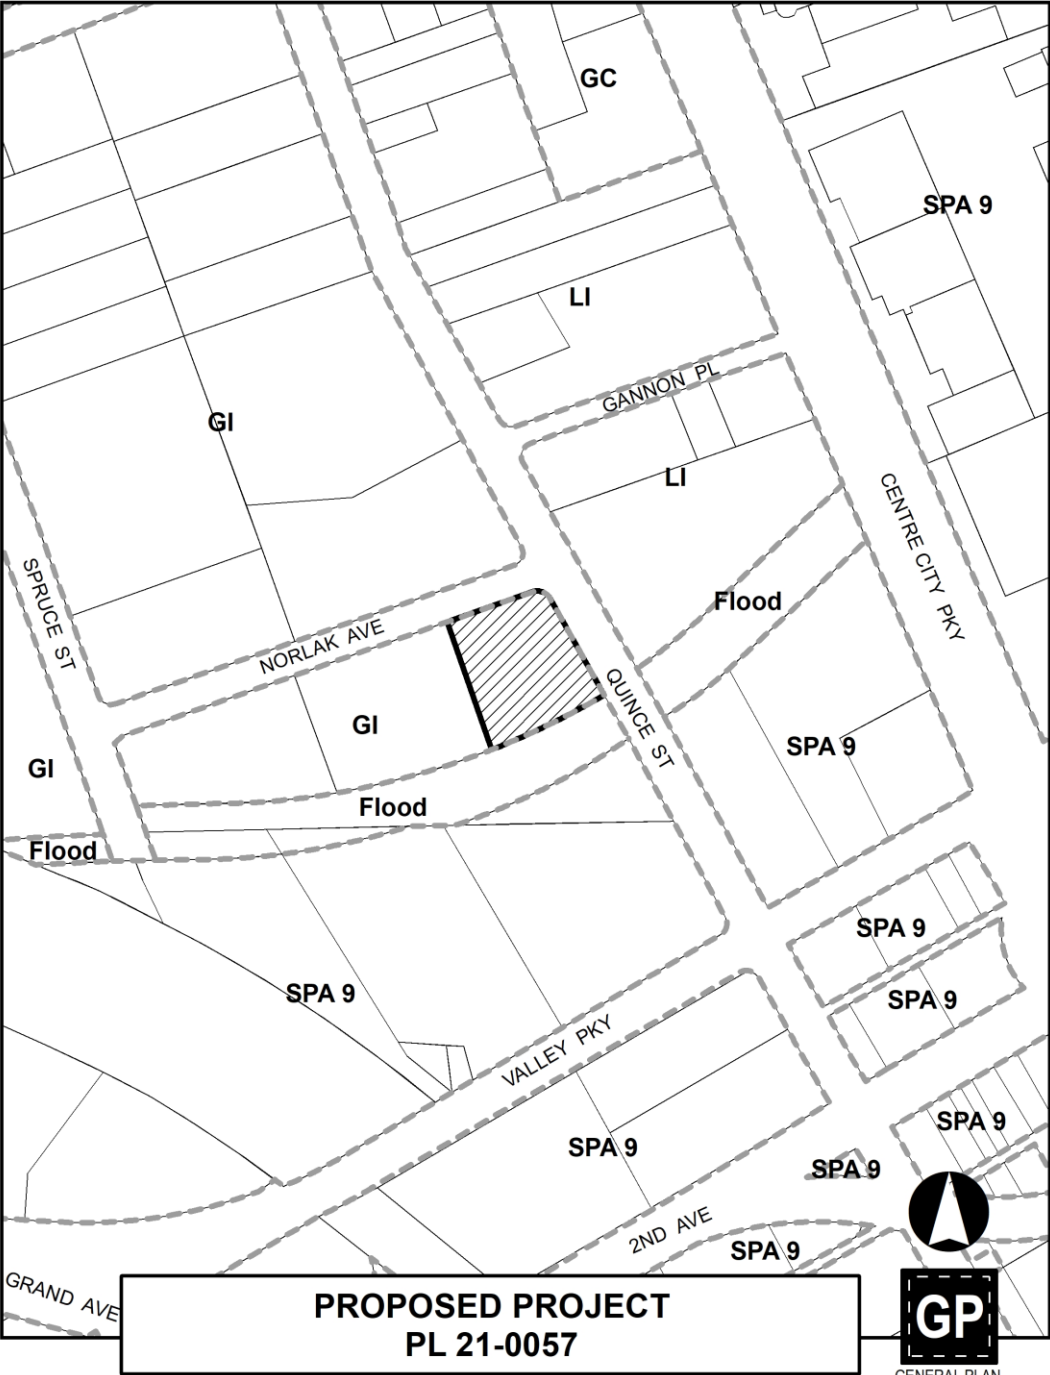 GC
SPA 9
LI
GANNON PL
GI
LI
CENTRE CITY PKY
SPRUCE ST
Flood
NORLAK AVE
QUINCE ST
GI
SPA 9
GI
Flood
Flood
SPA 9
SPA 9
SPA 9
VALLEY PKY
SPA 9
SPA 9
SPA 9
2ND AVE
SPA 9
GRAND AVE
PROPOSED PROJECT
PL 21-0057
GP
GENERAL PLAN